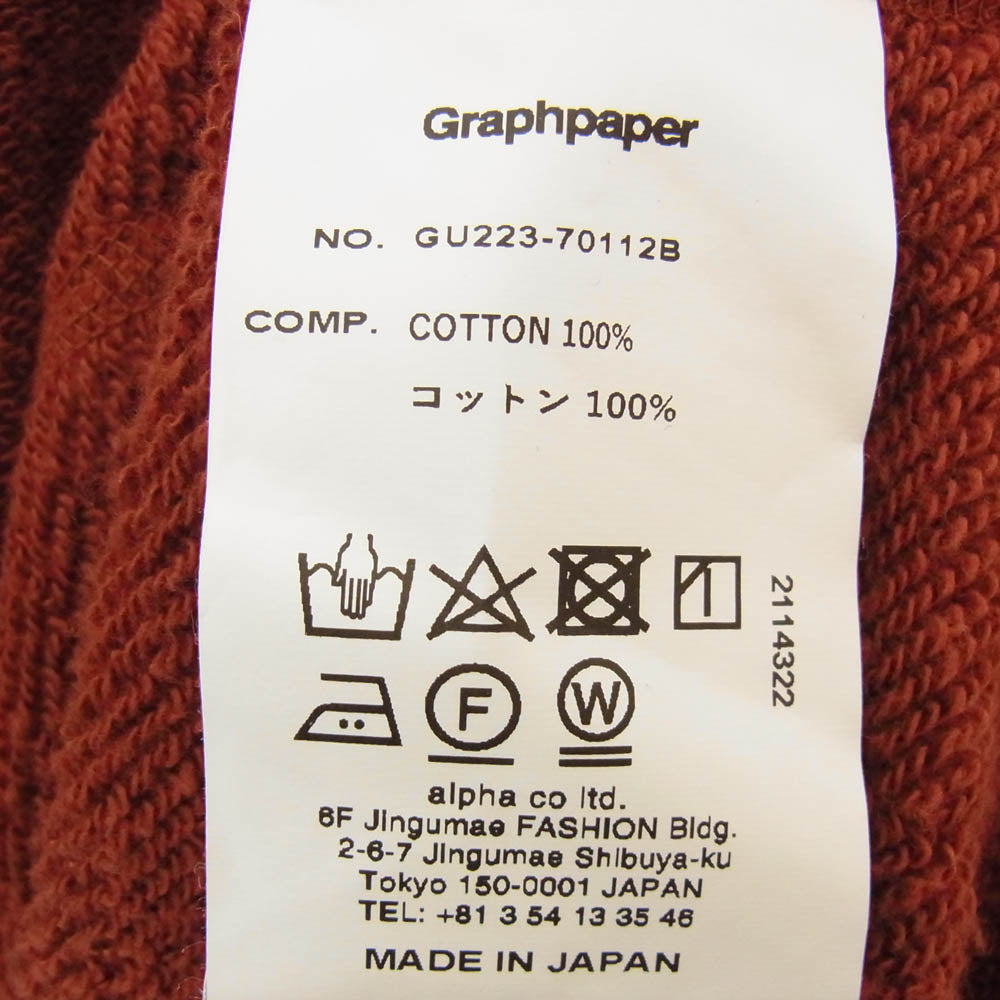 Graphpaper
NO. GU223-70112B
COMP. COTTON 100%
コットン 100%
2114322
F W
alpha co ltd.
6F Jingumae FASHION Bldg.
2-6-7 Jingumae Shibuya-ku
Tokyo 150-0001 JAPAN
TEL: +81 3 54 13 35 46
MADE IN JAPAN